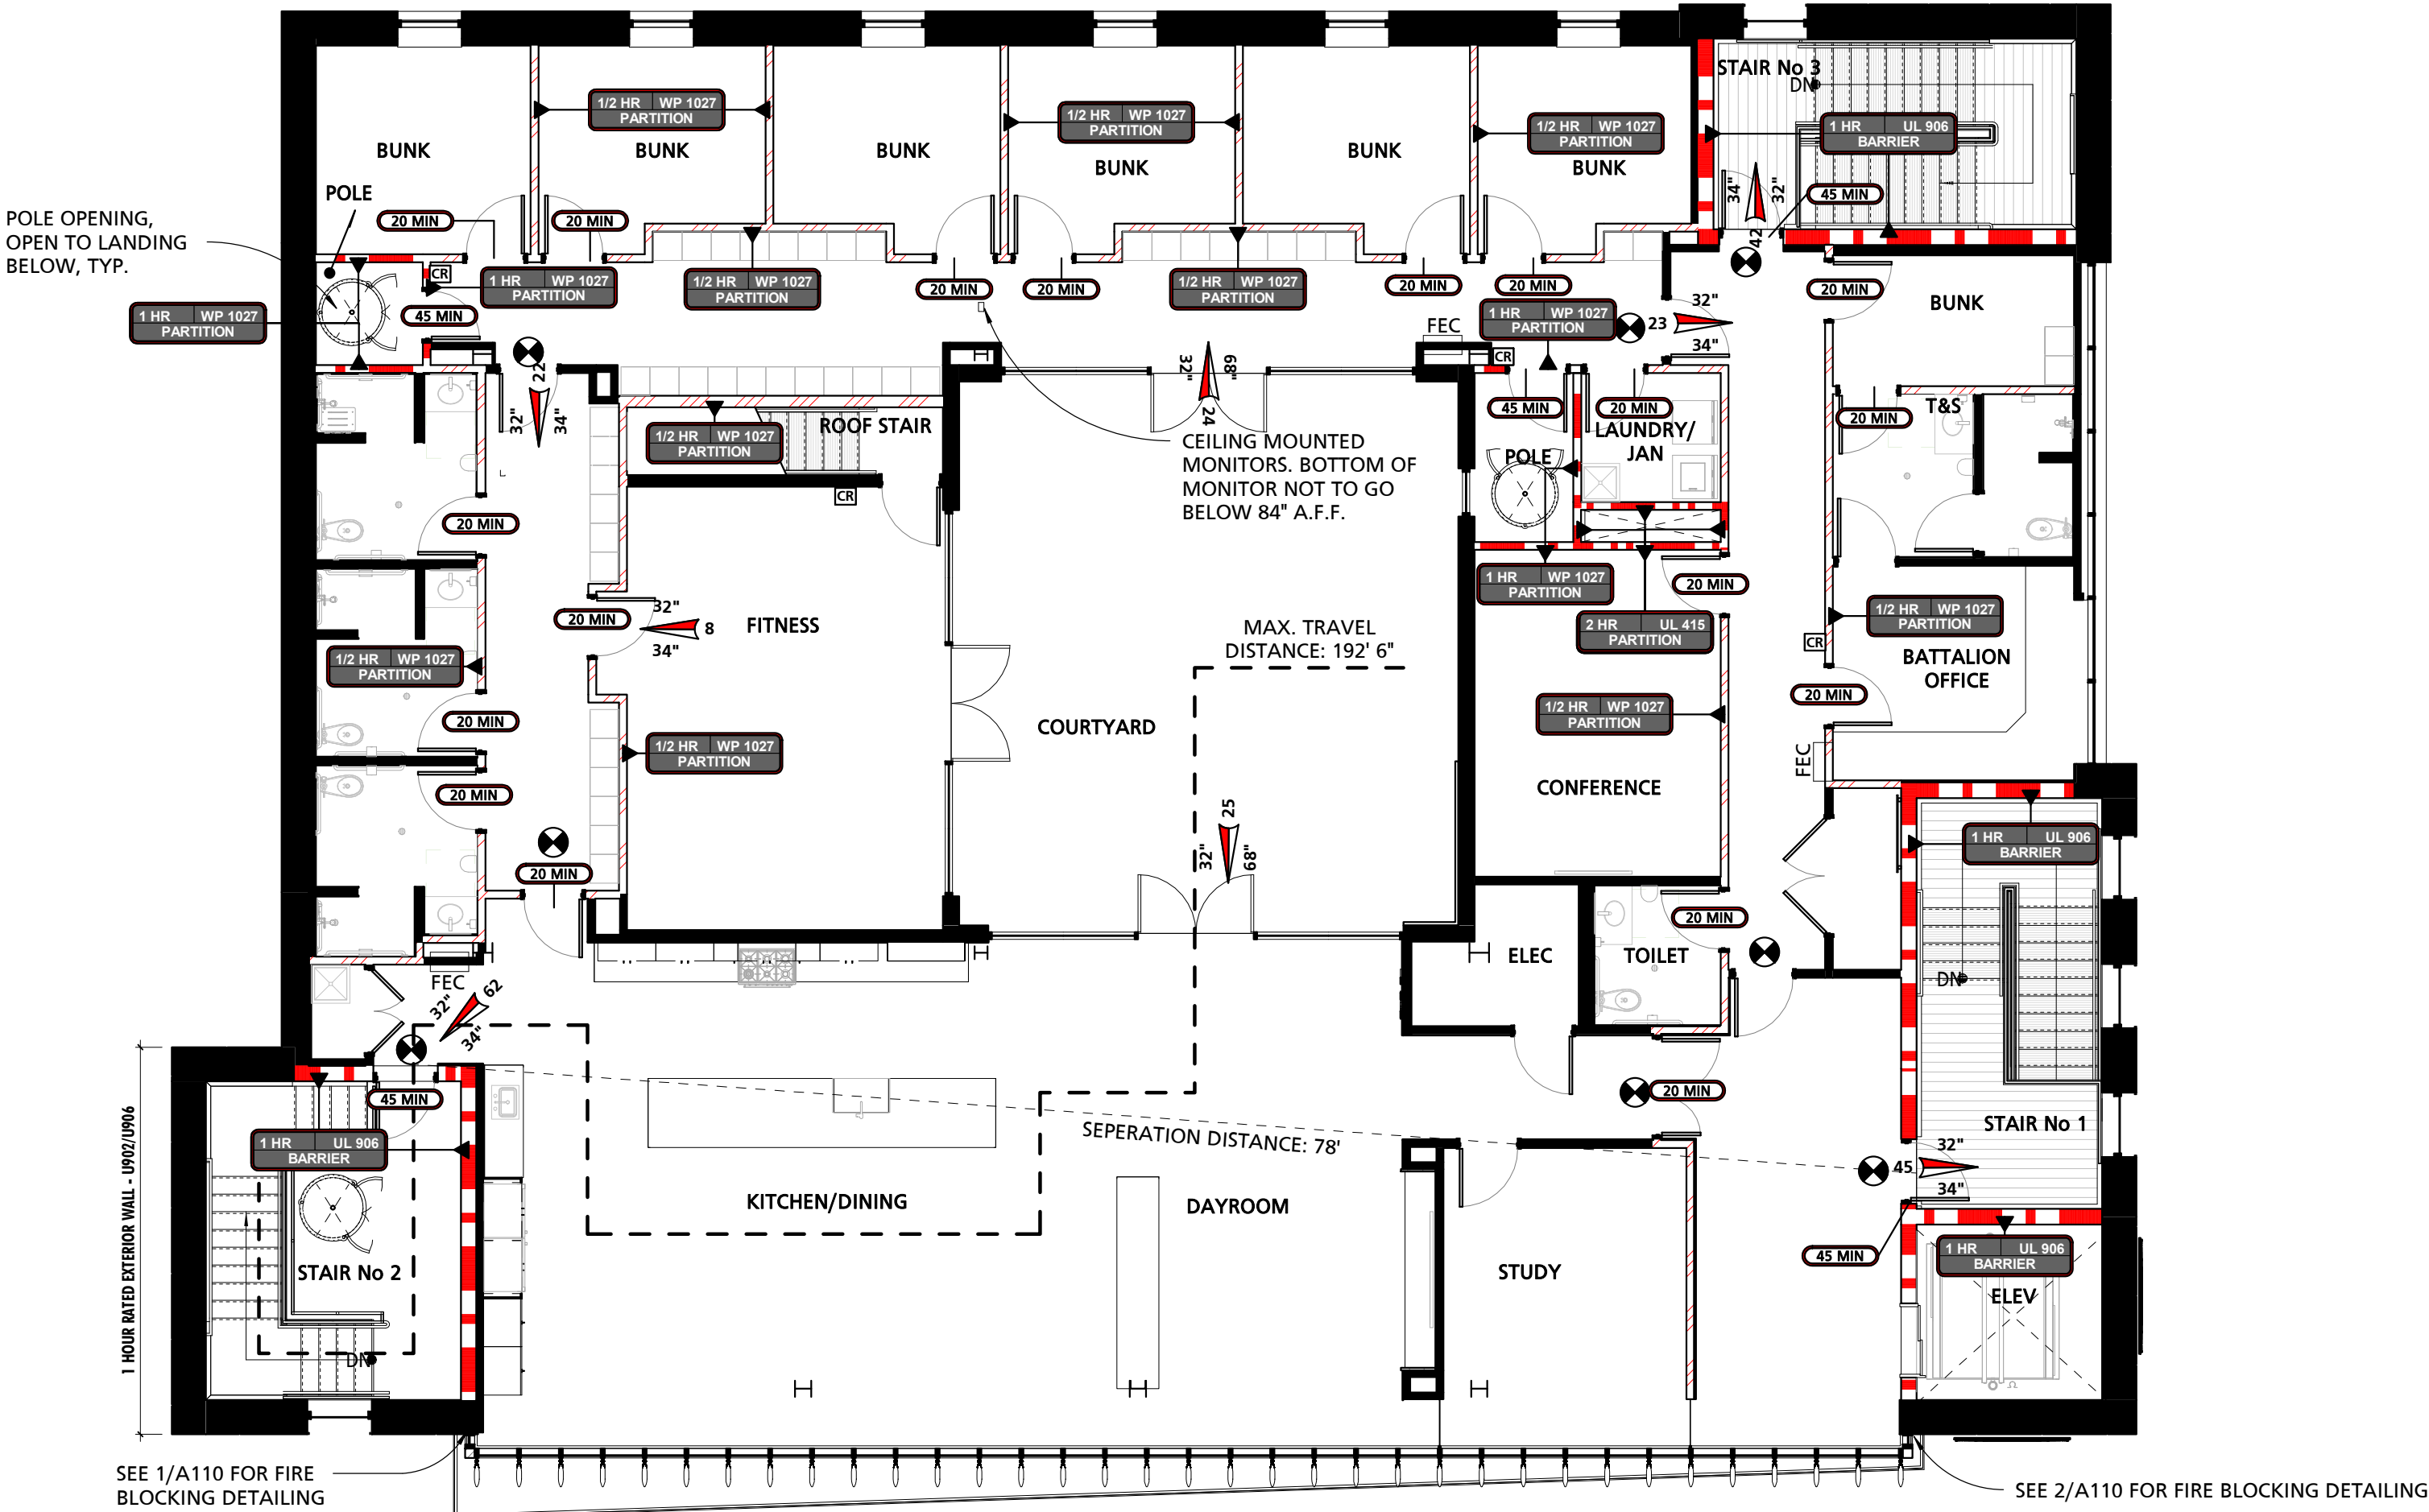 STAIR No 3
DN
1/2 HR WP 1027
PARTITION
1/2 HR WP 1027
PARTITION
1/2 HR WP 1027
PARTITION
1 HR UL 906
BARRIER
BUNK
BUNK
BUNK
BUNK
BUNK
BUNK
POLE
34"
32"
42
45 MIN
POLE OPENING,
OPEN TO LANDING
BELOW, TYP.
20 MIN
20 MIN
CR
1 HR WP 1027
PARTITION
1/2 HR WP 1027
PARTITION
20 MIN
20 MIN
1/2 HR WP 1027
PARTITION
20 MIN
20 MIN
20 MIN
BUNK
1 HR WP 1027
PARTITION
45 MIN
FEC
1 HR WP 1027
PARTITION
32"
23
34"
CR
22
32"
34"
32"
68"
24
45 MIN
20 MIN
20 MIN
T&S
1/2 HR WP 1027
PARTITION
ROOF STAIR
CEILING MOUNTED
MONITORS. BOTTOM OF
MONITOR NOT TO GO
BELOW 84" A.F.F.
LAUNDRY/
JAN
POLE
CR
20 MIN
1 HR WP 1027
PARTITION
20 MIN
20 MIN
32"
8
34"
FITNESS
MAX. TRAVEL
DISTANCE: 192' 6"
2 HR UL 415
PARTITION
1/2 HR WP 1027
PARTITION
CR
BATTALION
OFFICE
1/2 HR WP 1027
PARTITION
20 MIN
20 MIN
1/2 HR WP 1027
PARTITION
COURTYARD
1/2 HR WP 1027
PARTITION
FEC
20 MIN
CONFERENCE
25
32"
68"
1 HR UL 906
BARRIER
20 MIN
20 MIN
ELEC
TOILET
FEC
62
32"
34"
DN
45 MIN
20 MIN
1 HR UL 906
BARRIER
SEPERATION DISTANCE: 78'
STAIR No 1
32"
45
34"
KITCHEN/DINING
DAYROOM
1 HOUR RATED EXTERIOR WALL - U902/U906
STAIR No 2
STUDY
45 MIN
1 HR UL 906
BARRIER
ELEV
DN
SEE 1/A110 FOR FIRE
BLOCKING DETAILING
SEE 2/A110 FOR FIRE BLOCKING DETAILING